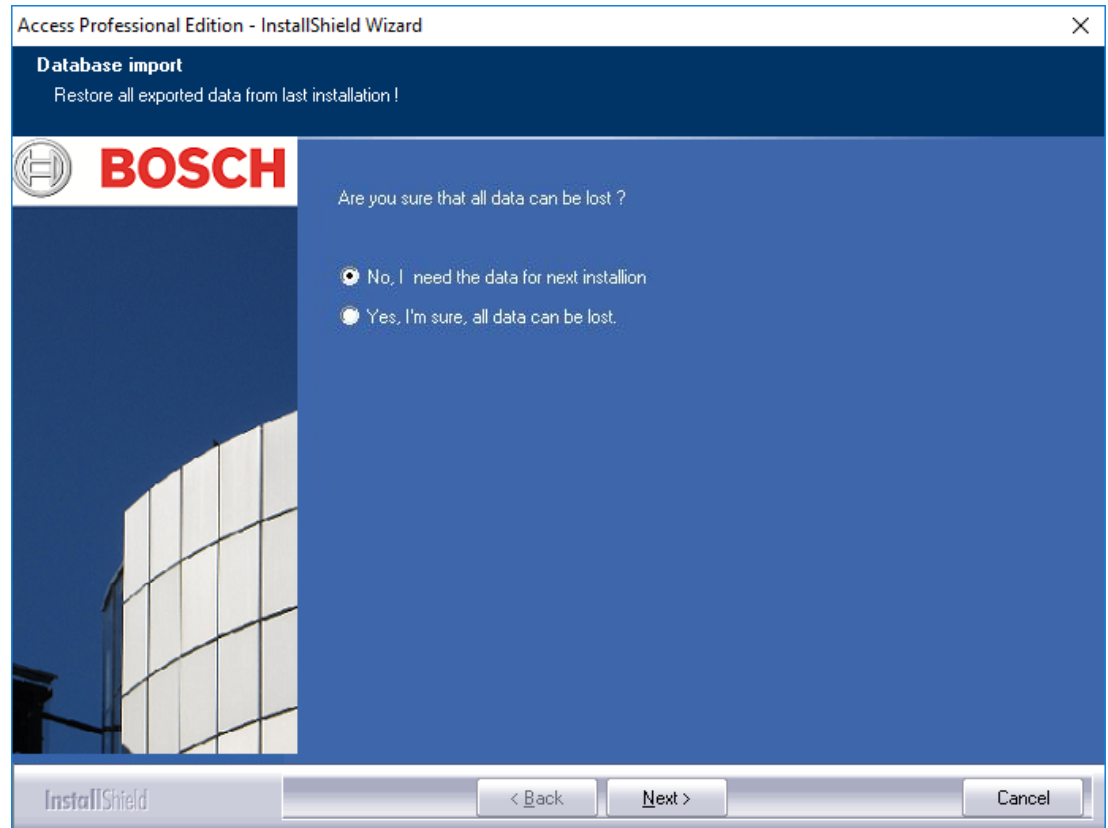 Access Professional Edition - InstallShield Wizard
Database import
Restore all exported data from last installation !
BOSCH
Are you sure that all data can be lost ?
No, I need the data for next installion
Yes, I'm sure, all data can be lost.
InstallShield
< Back
Next >
Cancel